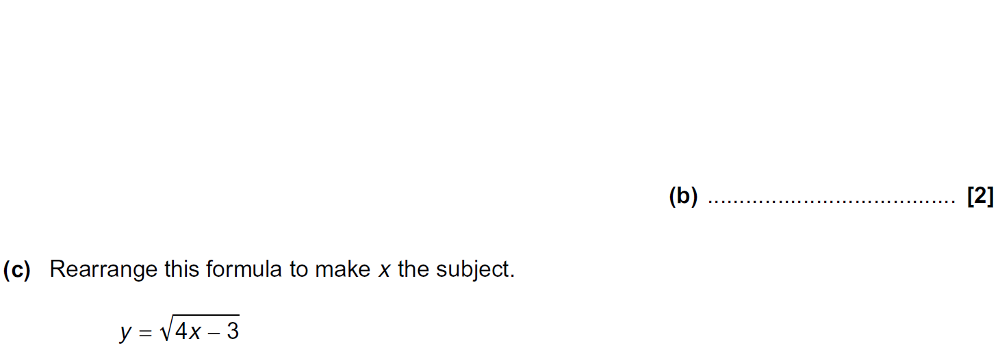 (b) ....................................... [2]
(c) Rearrange this formula to make x the subject.
y = √4x – 3